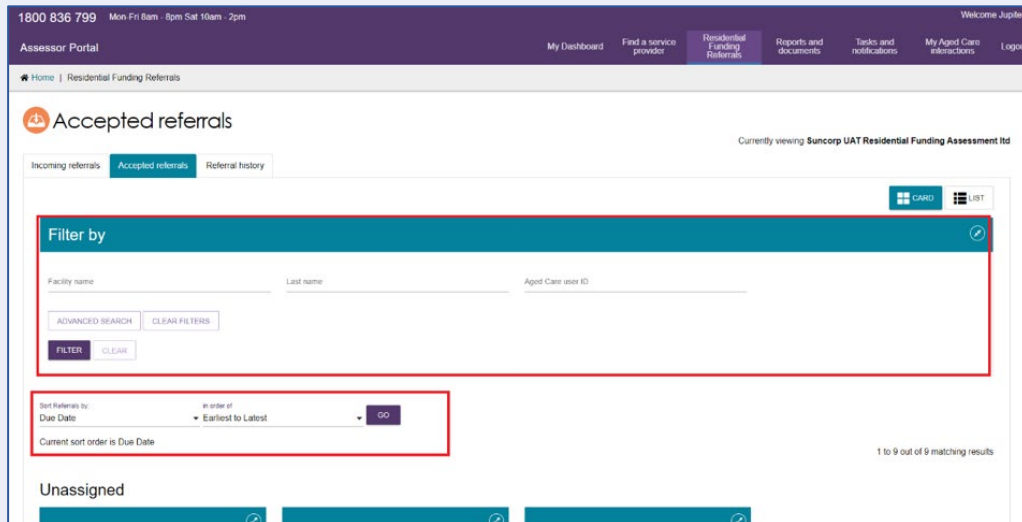 1800 836 799 Mon-Fri 8am - 8pm Sat 10am - 2pm Welcome Jupiter
Assessor Portal My Dashboard Find a service provider Residential Funding Referrals Reports and documents Tasks and notifications My Aged Care interactions Logout
Home | Residential Funding Referrals
Accepted referrals
Currently viewing Suncorp UAT Residential Funding Assessment ltd
Incoming referrals Accepted referrals Referral history
CARD LIST
Filter by
Facility name Last name Aged Care user ID
ADVANCED SEARCH CLEAR FILTERS
FILTER CLEAR
Sort Referrals by: in order of
Due Date Earliest to Latest GO
Current sort order is Due Date
1 to 9 out of 9 matching results
Unassigned